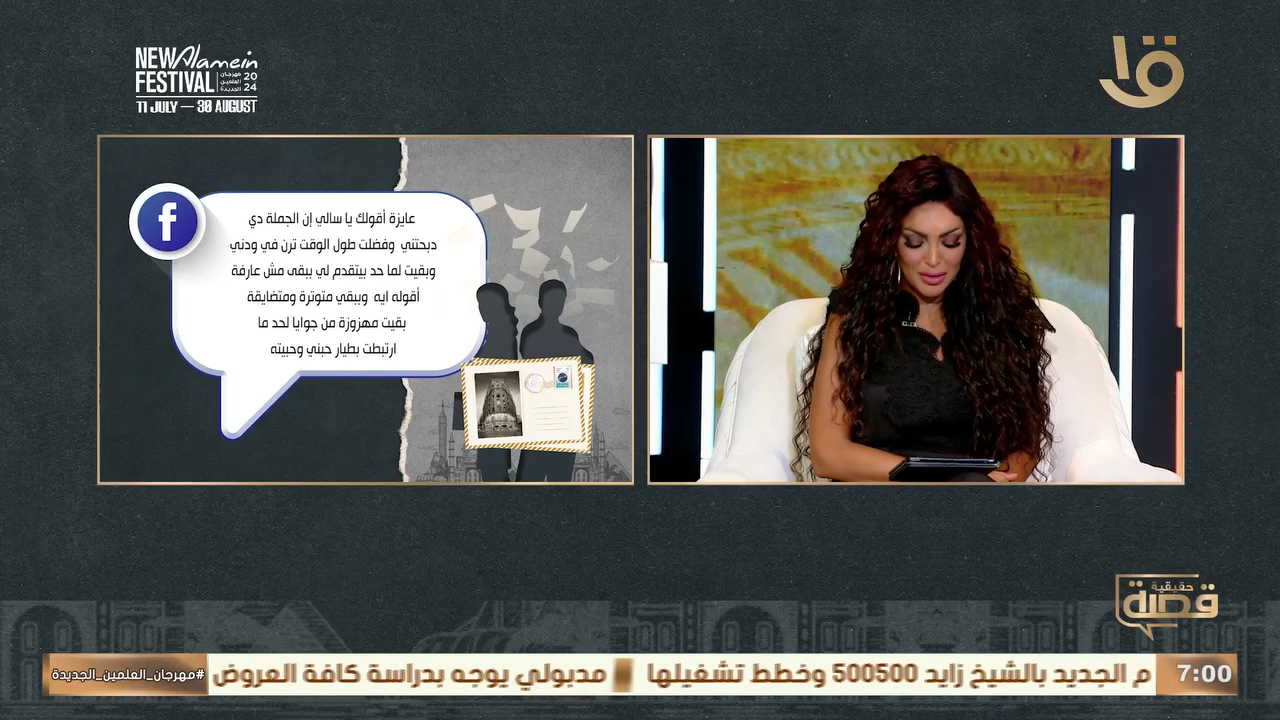 NEW Alamein
FESTIVAL
مهرجان
العلمين
الجديدة
20
24
11 JULY — 30 AUGUST
f
عايزة أقولك يا سالي إن الجملة دي
دبحتني وفضلت طول الوقت ترن في ودني
وبقيت لما حد بيتقدم لي ببقى مش عارفة
أقوله ايه وببقي متوترة ومتضايقة
بقيت مهزوزة من جوايا لحد ما
ارتبطت بطيار حبني وحبيته
قصة
حقيقية
7:00
م الجديد بالشيخ زايد 500500 وخطط تشغيلها
مدبولي يوجه بدراسة كافة العروض
#مهرجان_العلمين_الجديدة